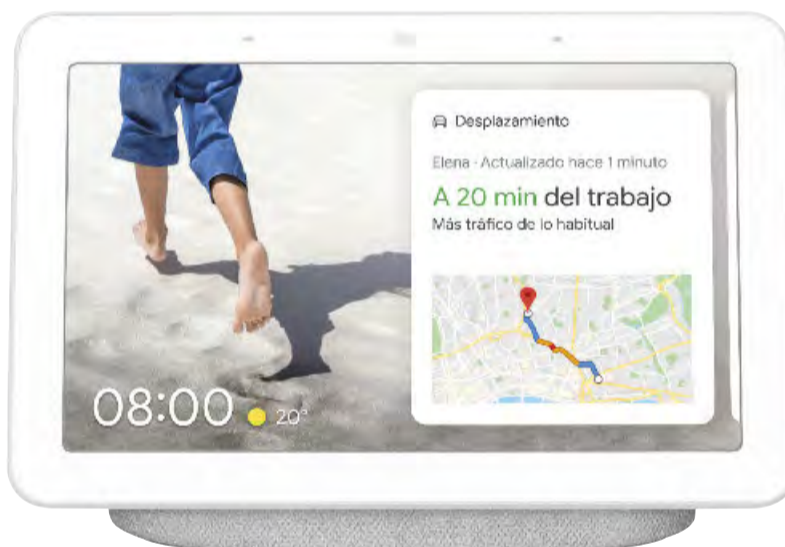 Desplazamiento
Elena · Actualizado hace 1 minuto
A 20 min del trabajo
Más tráfico de lo habitual
08:00 20°